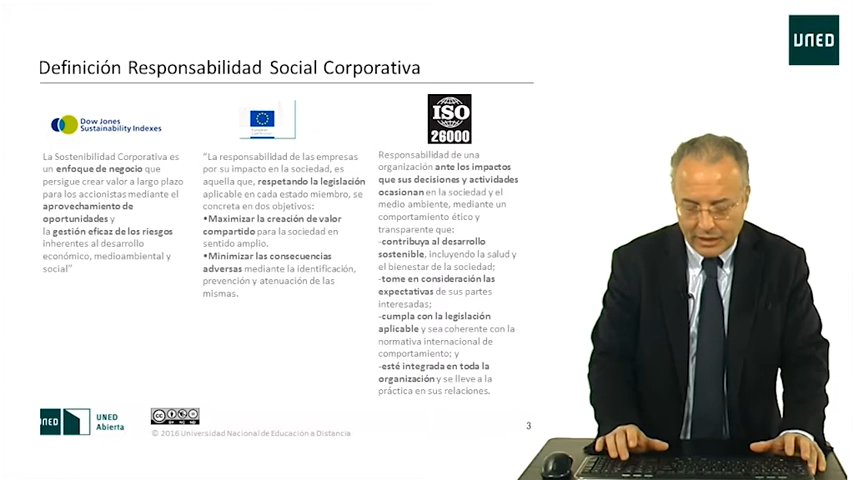 UNED
Definición Responsabilidad Social Corporativa
Dow Jones
Sustainability Indexes
La Sostenibilidad Corporativa es
un enfoque de negocio que
persigue crear valor a largo plazo
para los accionistas mediante el
aprovechamiento de
oportunidades y
la gestión eficaz de los riesgos
inherentes al desarrollo
económico, medioambiental y
social”
“La responsabilidad de las empresas
por su impacto en la sociedad, es
aquella que, respetando la legislación
aplicable en cada estado miembro, se
concreta en dos objetivos:
•Maximizar la creación de valor
compartido para la sociedad en
sentido amplio.
•Minimizar las consecuencias
adversas mediante la identificación,
prevención y atenuación de las
mismas.
ISO
26000
Responsabilidad de una
organización ante los impactos
que sus decisiones y actividades
ocasionan en la sociedad y el
medio ambiente, mediante un
comportamiento ético y
transparente que:
-contribuya al desarrollo
sostenible, incluyendo la salud y
el bienestar de la sociedad;
-tome en consideración las
expectativas de sus partes
interesadas;
-cumpla con la legislación
aplicable y sea coherente con la
normativa internacional de
comportamiento; y
-esté integrada en toda la
organización y se lleve a la
práctica en sus relaciones.
UNED
UNED
Abierta
cc
BY NC ND
© 2016 Universidad Nacional de Educación a Distancia
3